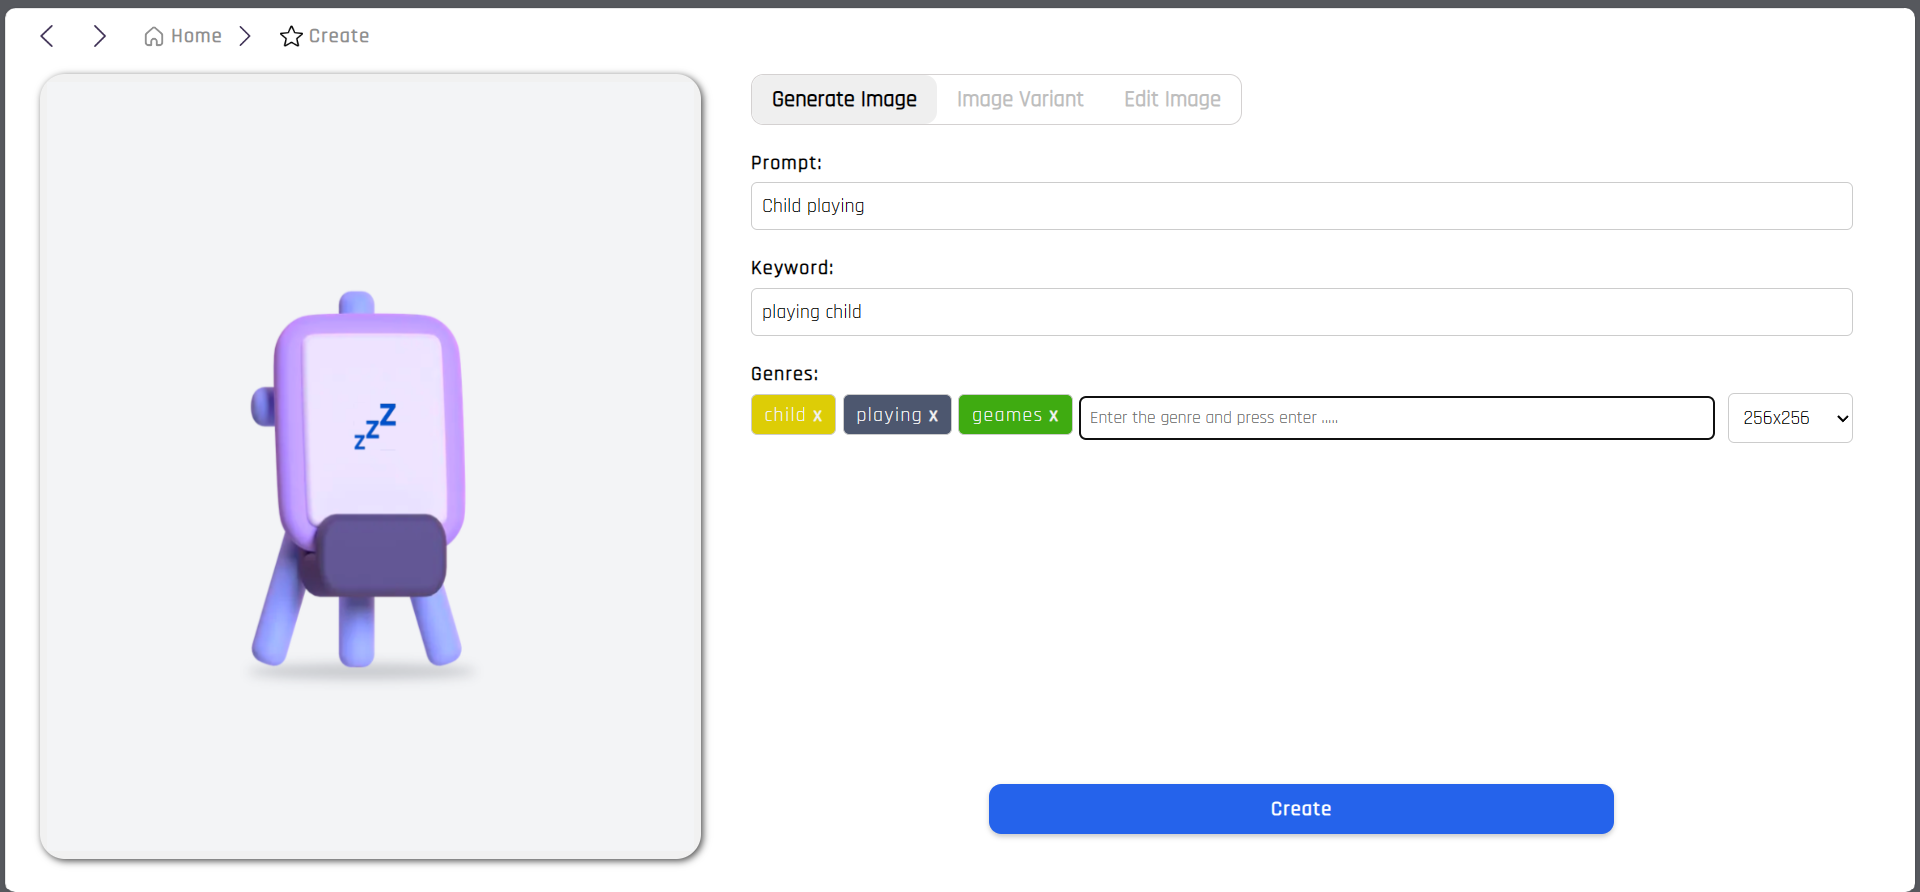 Home Create
Generate Image Image Variant Edit Image
Prompt:
Child playing
Keyword:
playing child
Genres:
child x playing x geames x Enter the genre and press enter ..... 256x256
z z Z
Create